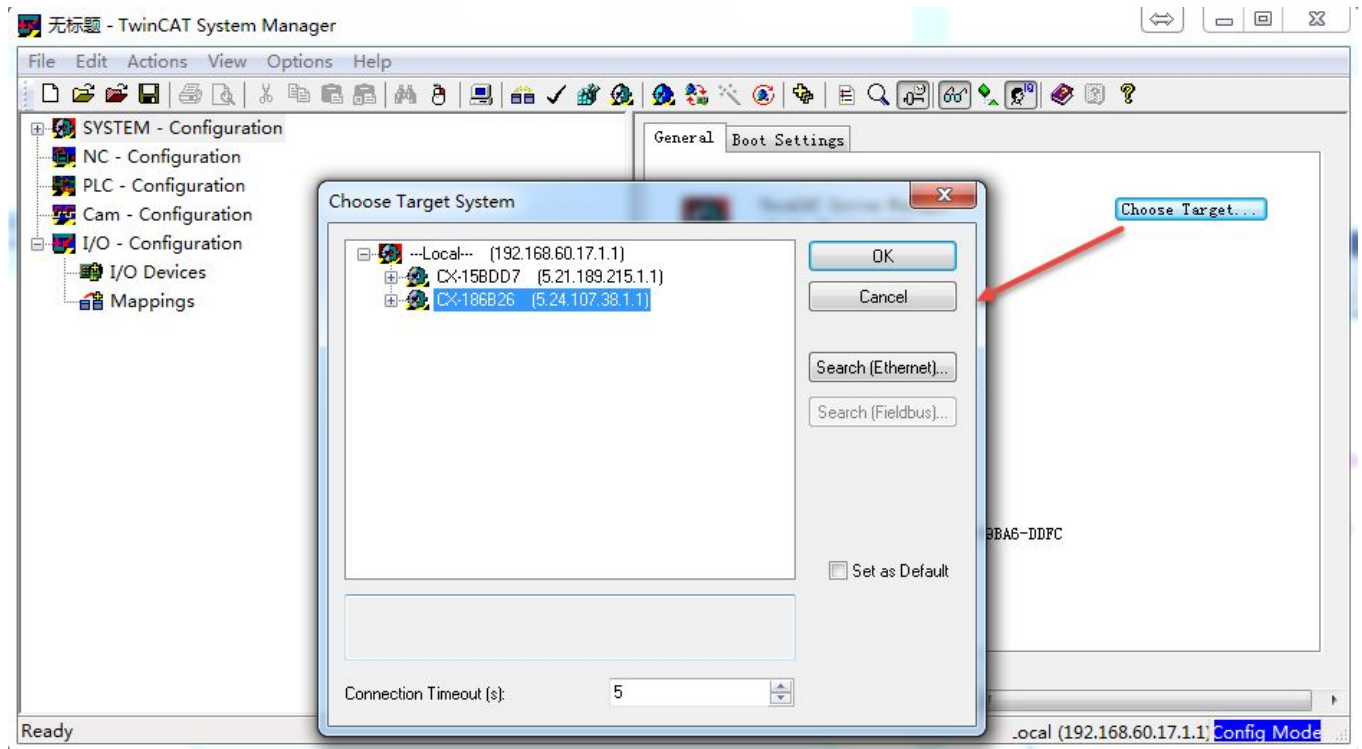 无标题 - TwinCAT System Manager
File Edit Actions View Options Help
SYSTEM - Configuration
NC - Configuration
PLC - Configuration
Cam - Configuration
I/O - Configuration
I/O Devices
Mappings
General Boot Settings
Choose Target...
Choose Target System
---Local--- (192.168.60.17.1.1)
CX-15BDD7 (5.21.189.215.1.1)
CX-186B26 (5.24.107.38.1.1)
OK
Cancel
Search (Ethernet)...
Search (Fieldbus)...
9BA6-DDFC
Set as Default
Connection Timeout (s): 5
Ready
ocal (192.168.60.17.1.1) Config Mode